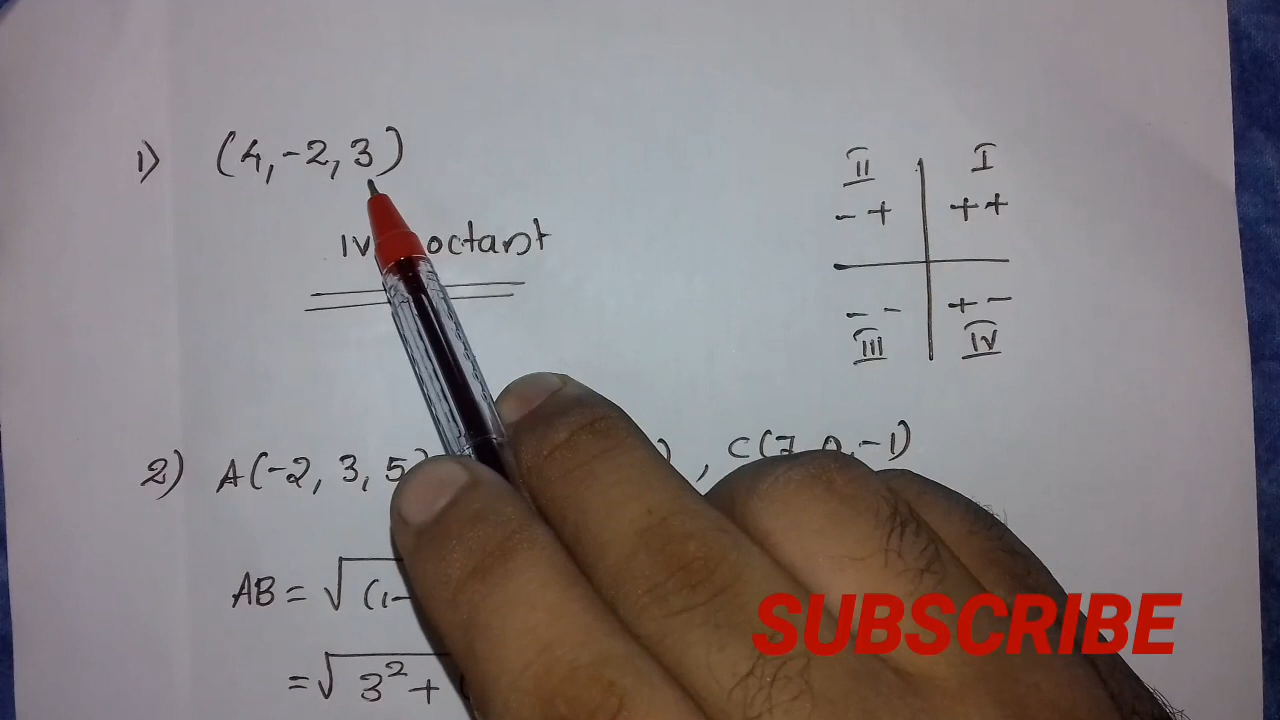 1) (4, -2, 3)
IV octant
II I
- + + +
- - + -
III IV
2) A(-2, 3, 5) , C(7, 0, -1)
AB = √(1-
= √3² +
SUBSCRIBE